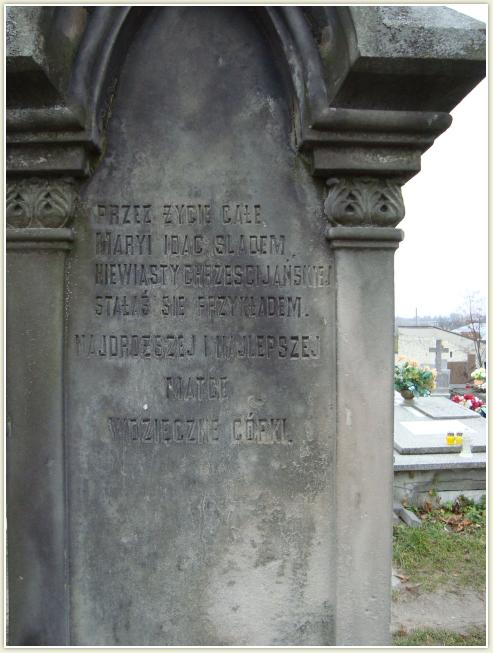 PRZEZ ŻYCIE CAŁE
MARYI IDĄC ŚLADEM,
NIEWIASTY CHRZEŚCIJAŃSKIEJ
STAŁAŚ SIĘ PRZYKŁADEM.
NAJDROŻSZEJ I NAJLEPSZEJ
MATCE
WDZIĘCZNE CÓRKI.